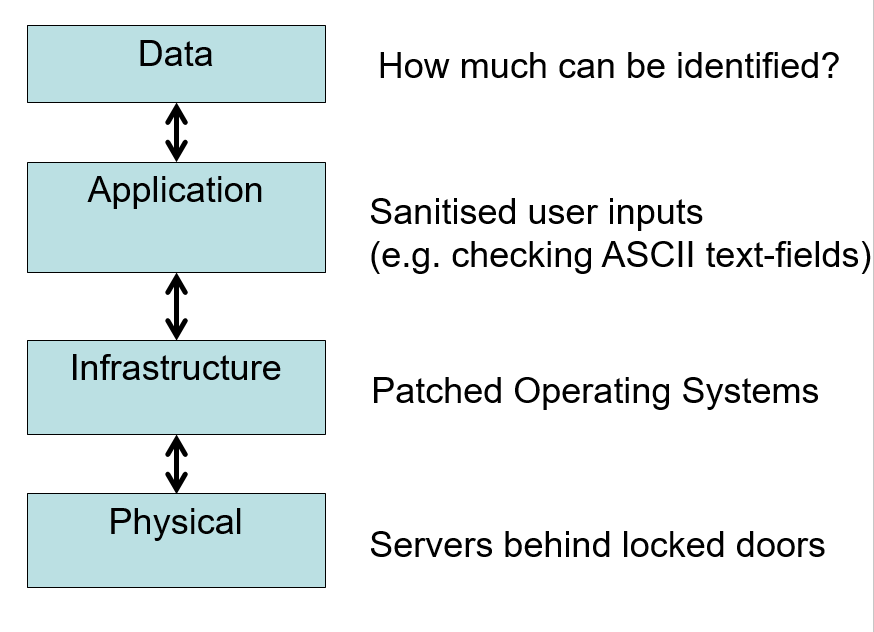 Data
How much can be identified?
Application
Sanitised user inputs
(e.g. checking ASCII text-fields)
Infrastructure
Patched Operating Systems
Physical
Servers behind locked doors